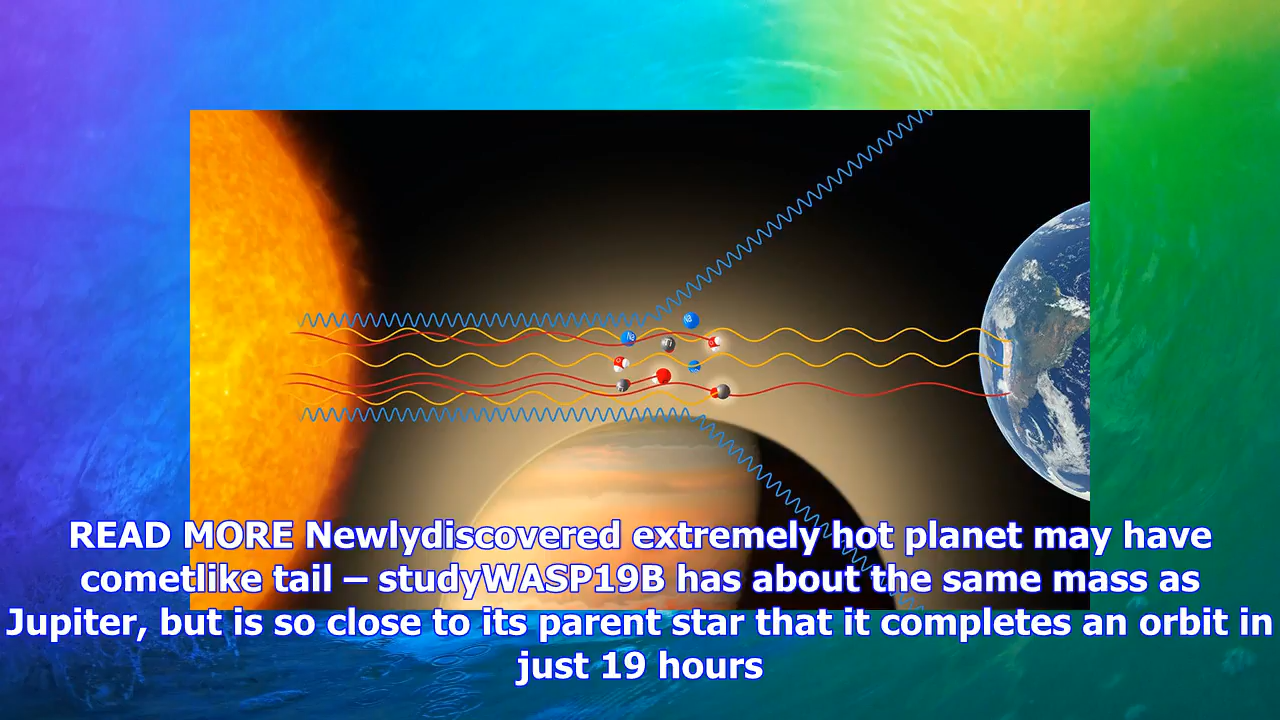 READ MORE Newlydiscovered extremely hot planet may have
cometlike tail – studyWASP19B has about the same mass as
Jupiter, but is so close to its parent star that it completes an orbit in
just 19 hours